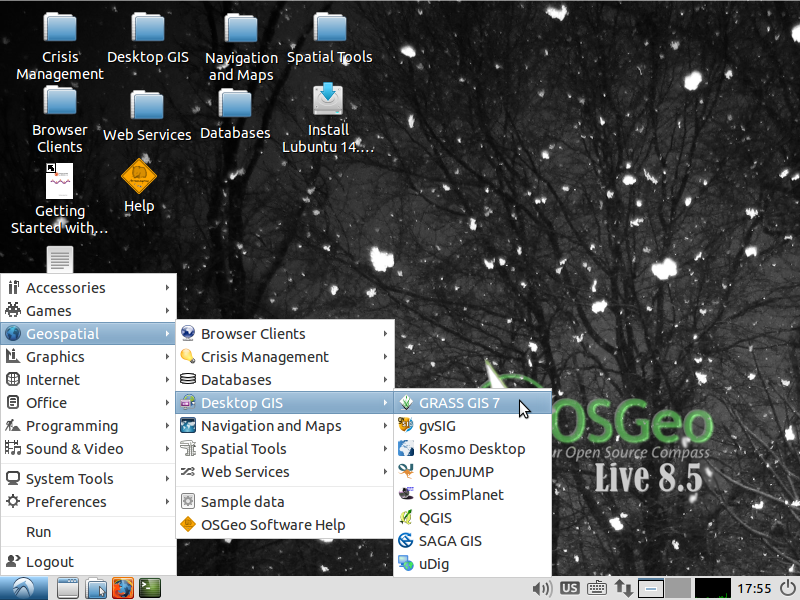 Crisis
Management
Desktop GIS
Navigation
and Maps
Spatial Tools
Browser
Clients
Web Services
Databases
Install
Lubuntu 14....
Getting
Started with...
Help
Accessories
Games
Geospatial
Graphics
Internet
Office
Programming
Sound & Video
System Tools
Preferences
Run
Logout
Browser Clients
Crisis Management
Databases
Desktop GIS
Navigation and Maps
Spatial Tools
Web Services
Sample data
OSGeo Software Help
GRASS GIS 7
gvSIG
Kosmo Desktop
OpenJUMP
OssimPlanet
QGIS
SAGA GIS
uDig
OSGeo
ur Open Source Compass
Live 8.5
US
17:55